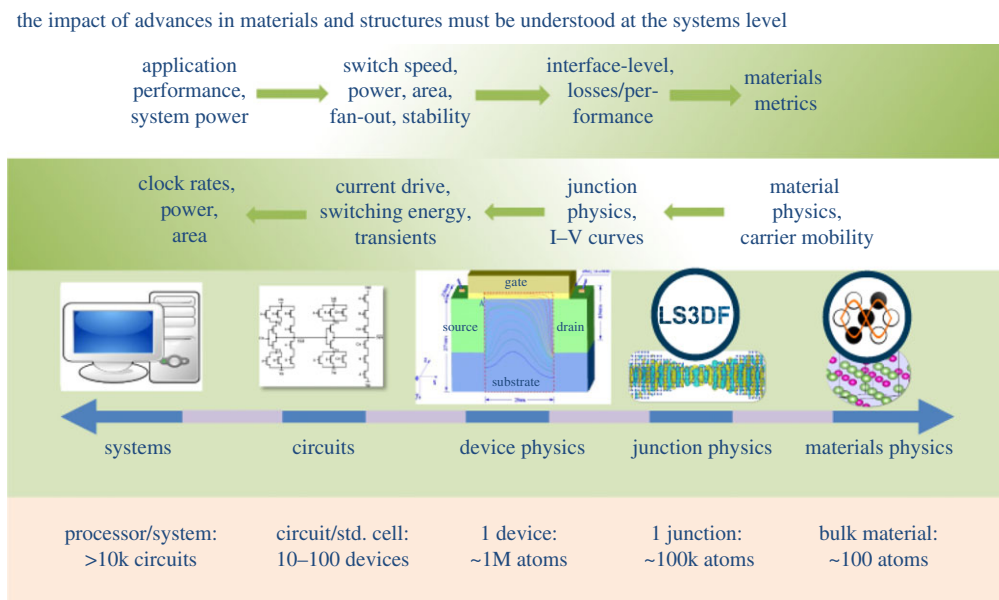 the impact of advances in materials and structures must be understood at the systems level
application
performance,
system power
switch speed,
power, area,
fan-out, stability
interface-level,
losses/per-
formance
materials
metrics
clock rates,
power,
area
current drive,
switching energy,
transients
junction
physics,
I–V curves
material
physics,
carrier mobility
gate
source
drain
substrate
LS3DF
systems
circuits
device physics
junction physics
materials physics
processor/system:
>10k circuits
circuit/std. cell:
10–100 devices
1 device:
~1M atoms
1 junction:
~100k atoms
bulk material:
~100 atoms